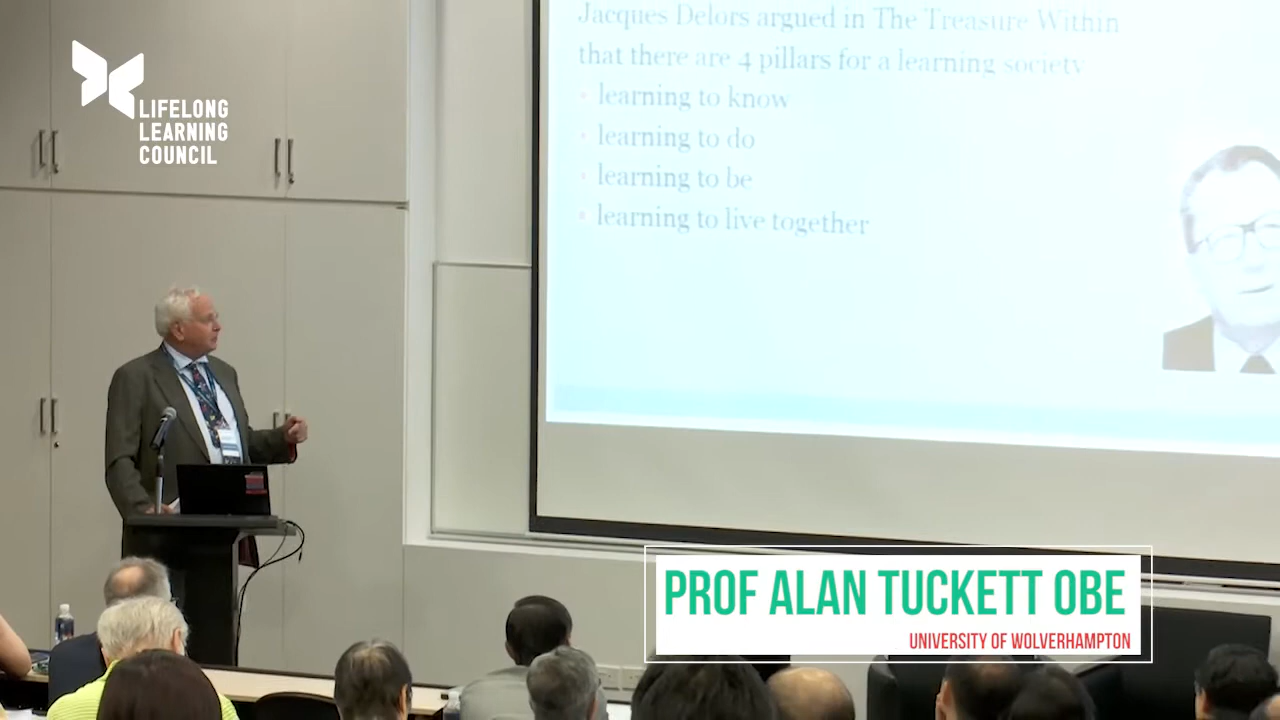 LIFELONG
LEARNING
COUNCIL
Jacques Delors argued in The Treasure Within
that there are 4 pillars for a learning society
• learning to know
• learning to do
• learning to be
• learning to live together
PROF ALAN TUCKETT OBE
UNIVERSITY OF WOLVERHAMPTON